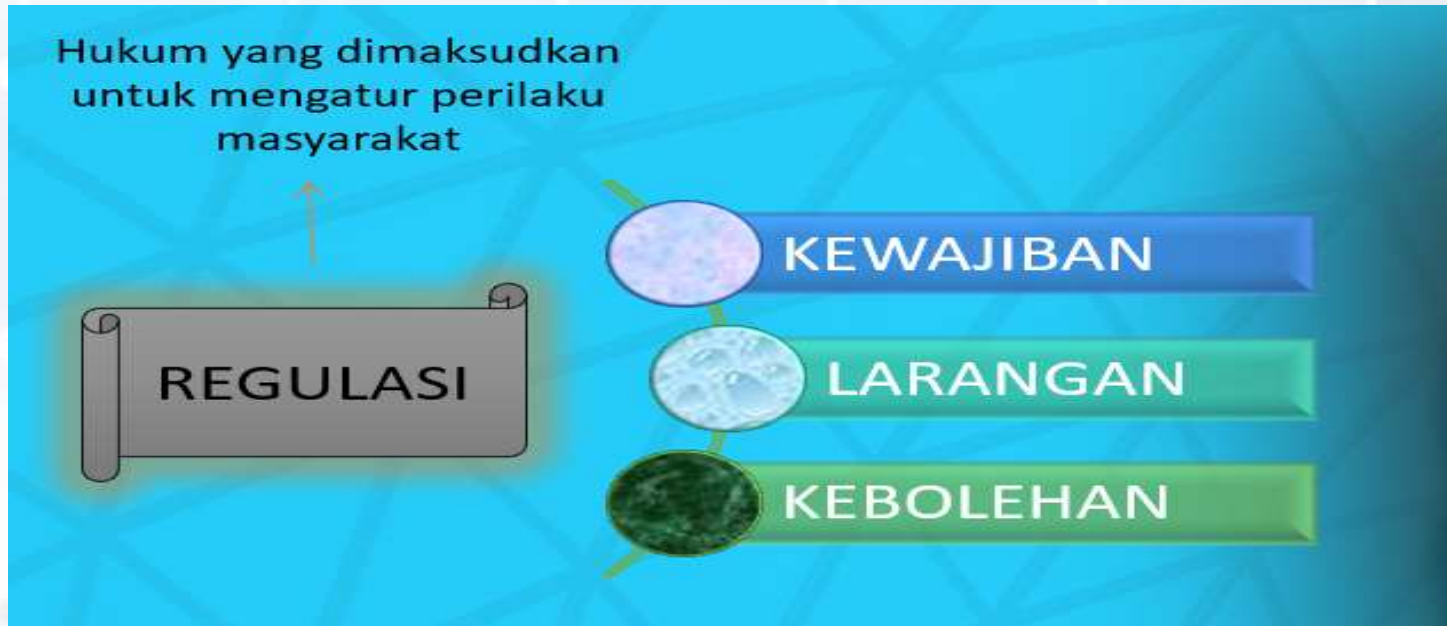 Hukum yang dimaksudkan
untuk mengatur perilaku
masyarakat
REGULASI
KEWAJIBAN
LARANGAN
KEBOLEHAN